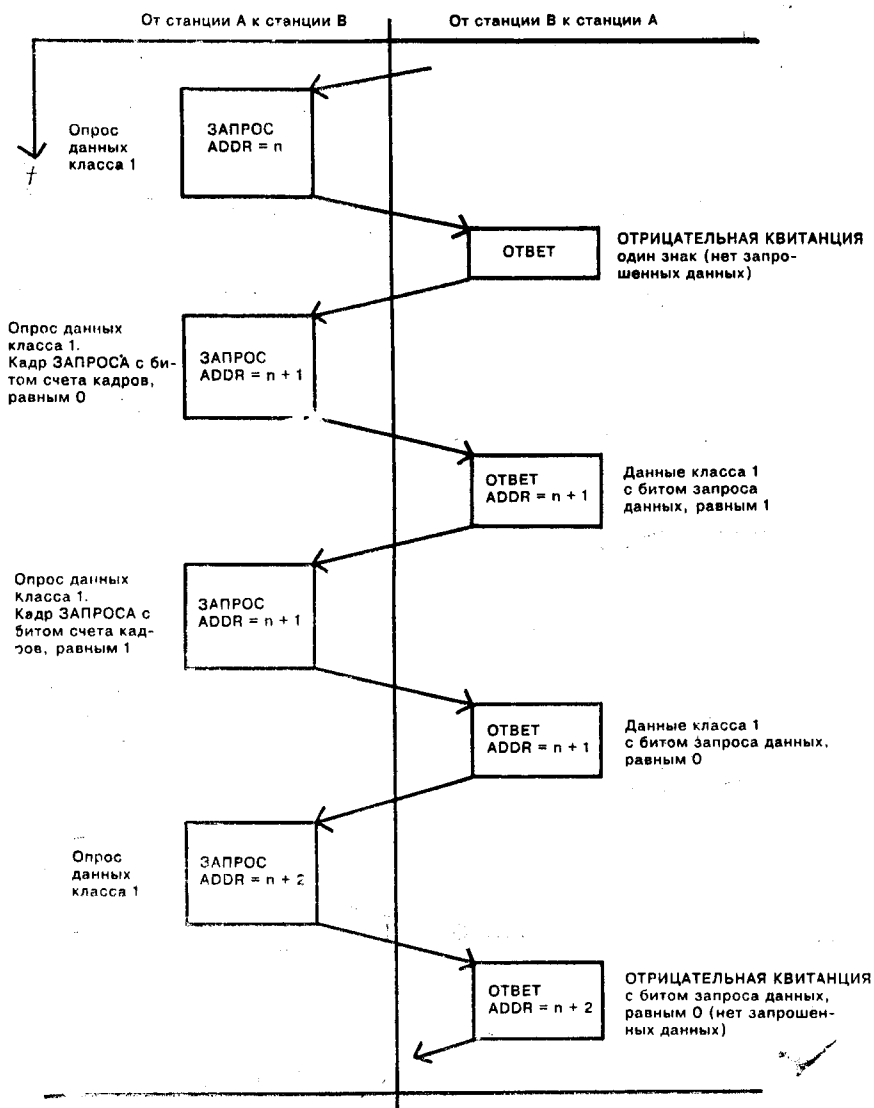 От станции А к станции В
От станции В к станции А
t
Опрос
данных
класса 1
ЗАПРОС
ADDR = n
ОТВЕТ
ОТРИЦАТЕЛЬНАЯ КВИТАНЦИЯ
один знак (нет запро-
шенных данных)
Опрос данных
класса 1.
Кадр ЗАПРОСА с би-
том счета кадров,
равным 0
ЗАПРОС
ADDR = n + 1
ОТВЕТ
ADDR = n + 1
Данные класса 1
с битом запроса
данных, равным 1
Опрос данных
класса 1.
Кадр ЗАПРОСА с
битом счета кад-
ров, равным 1
ЗАПРОС
ADDR = n + 1
ОТВЕТ
ADDR = n + 1
Данные класса 1
с битом запроса данных,
равным 0
Опрос
данных
класса 1
ЗАПРОС
ADDR = n + 2
ОТВЕТ
ADDR = n + 2
ОТРИЦАТЕЛЬНАЯ КВИТАНЦИЯ
с битом запроса данных,
равным 0 (нет запрошен-
ных данных)